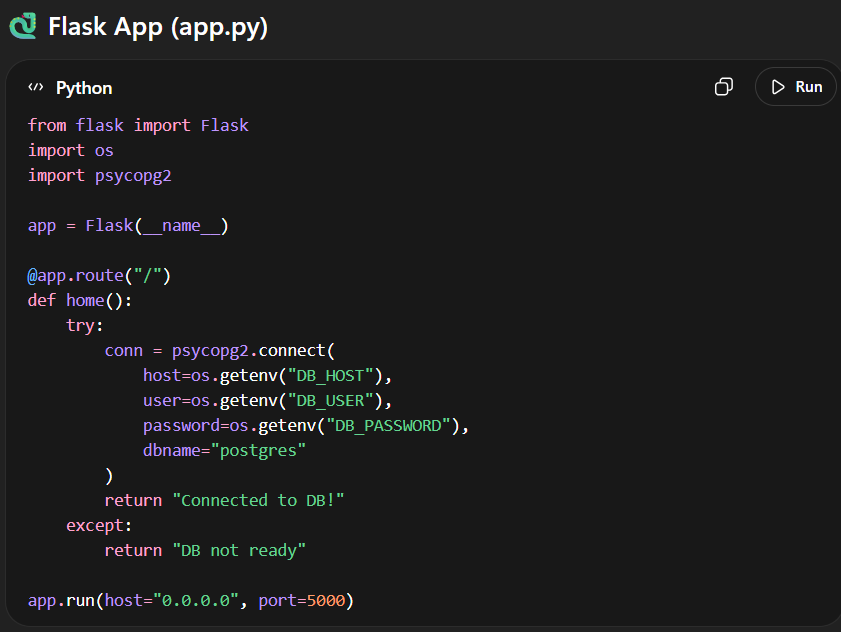 Flask App (app.py)
Python
Run
from flask import Flask
import os
import psycopg2
app = Flask(__name__)
@app.route("/")
def home():
    try:
        conn = psycopg2.connect(
            host=os.getenv("DB_HOST"),
            user=os.getenv("DB_USER"),
            password=os.getenv("DB_PASSWORD"),
            dbname="postgres"
        )
        return "Connected to DB!"
    except:
        return "DB not ready"
app.run(host="0.0.0.0", port=5000)